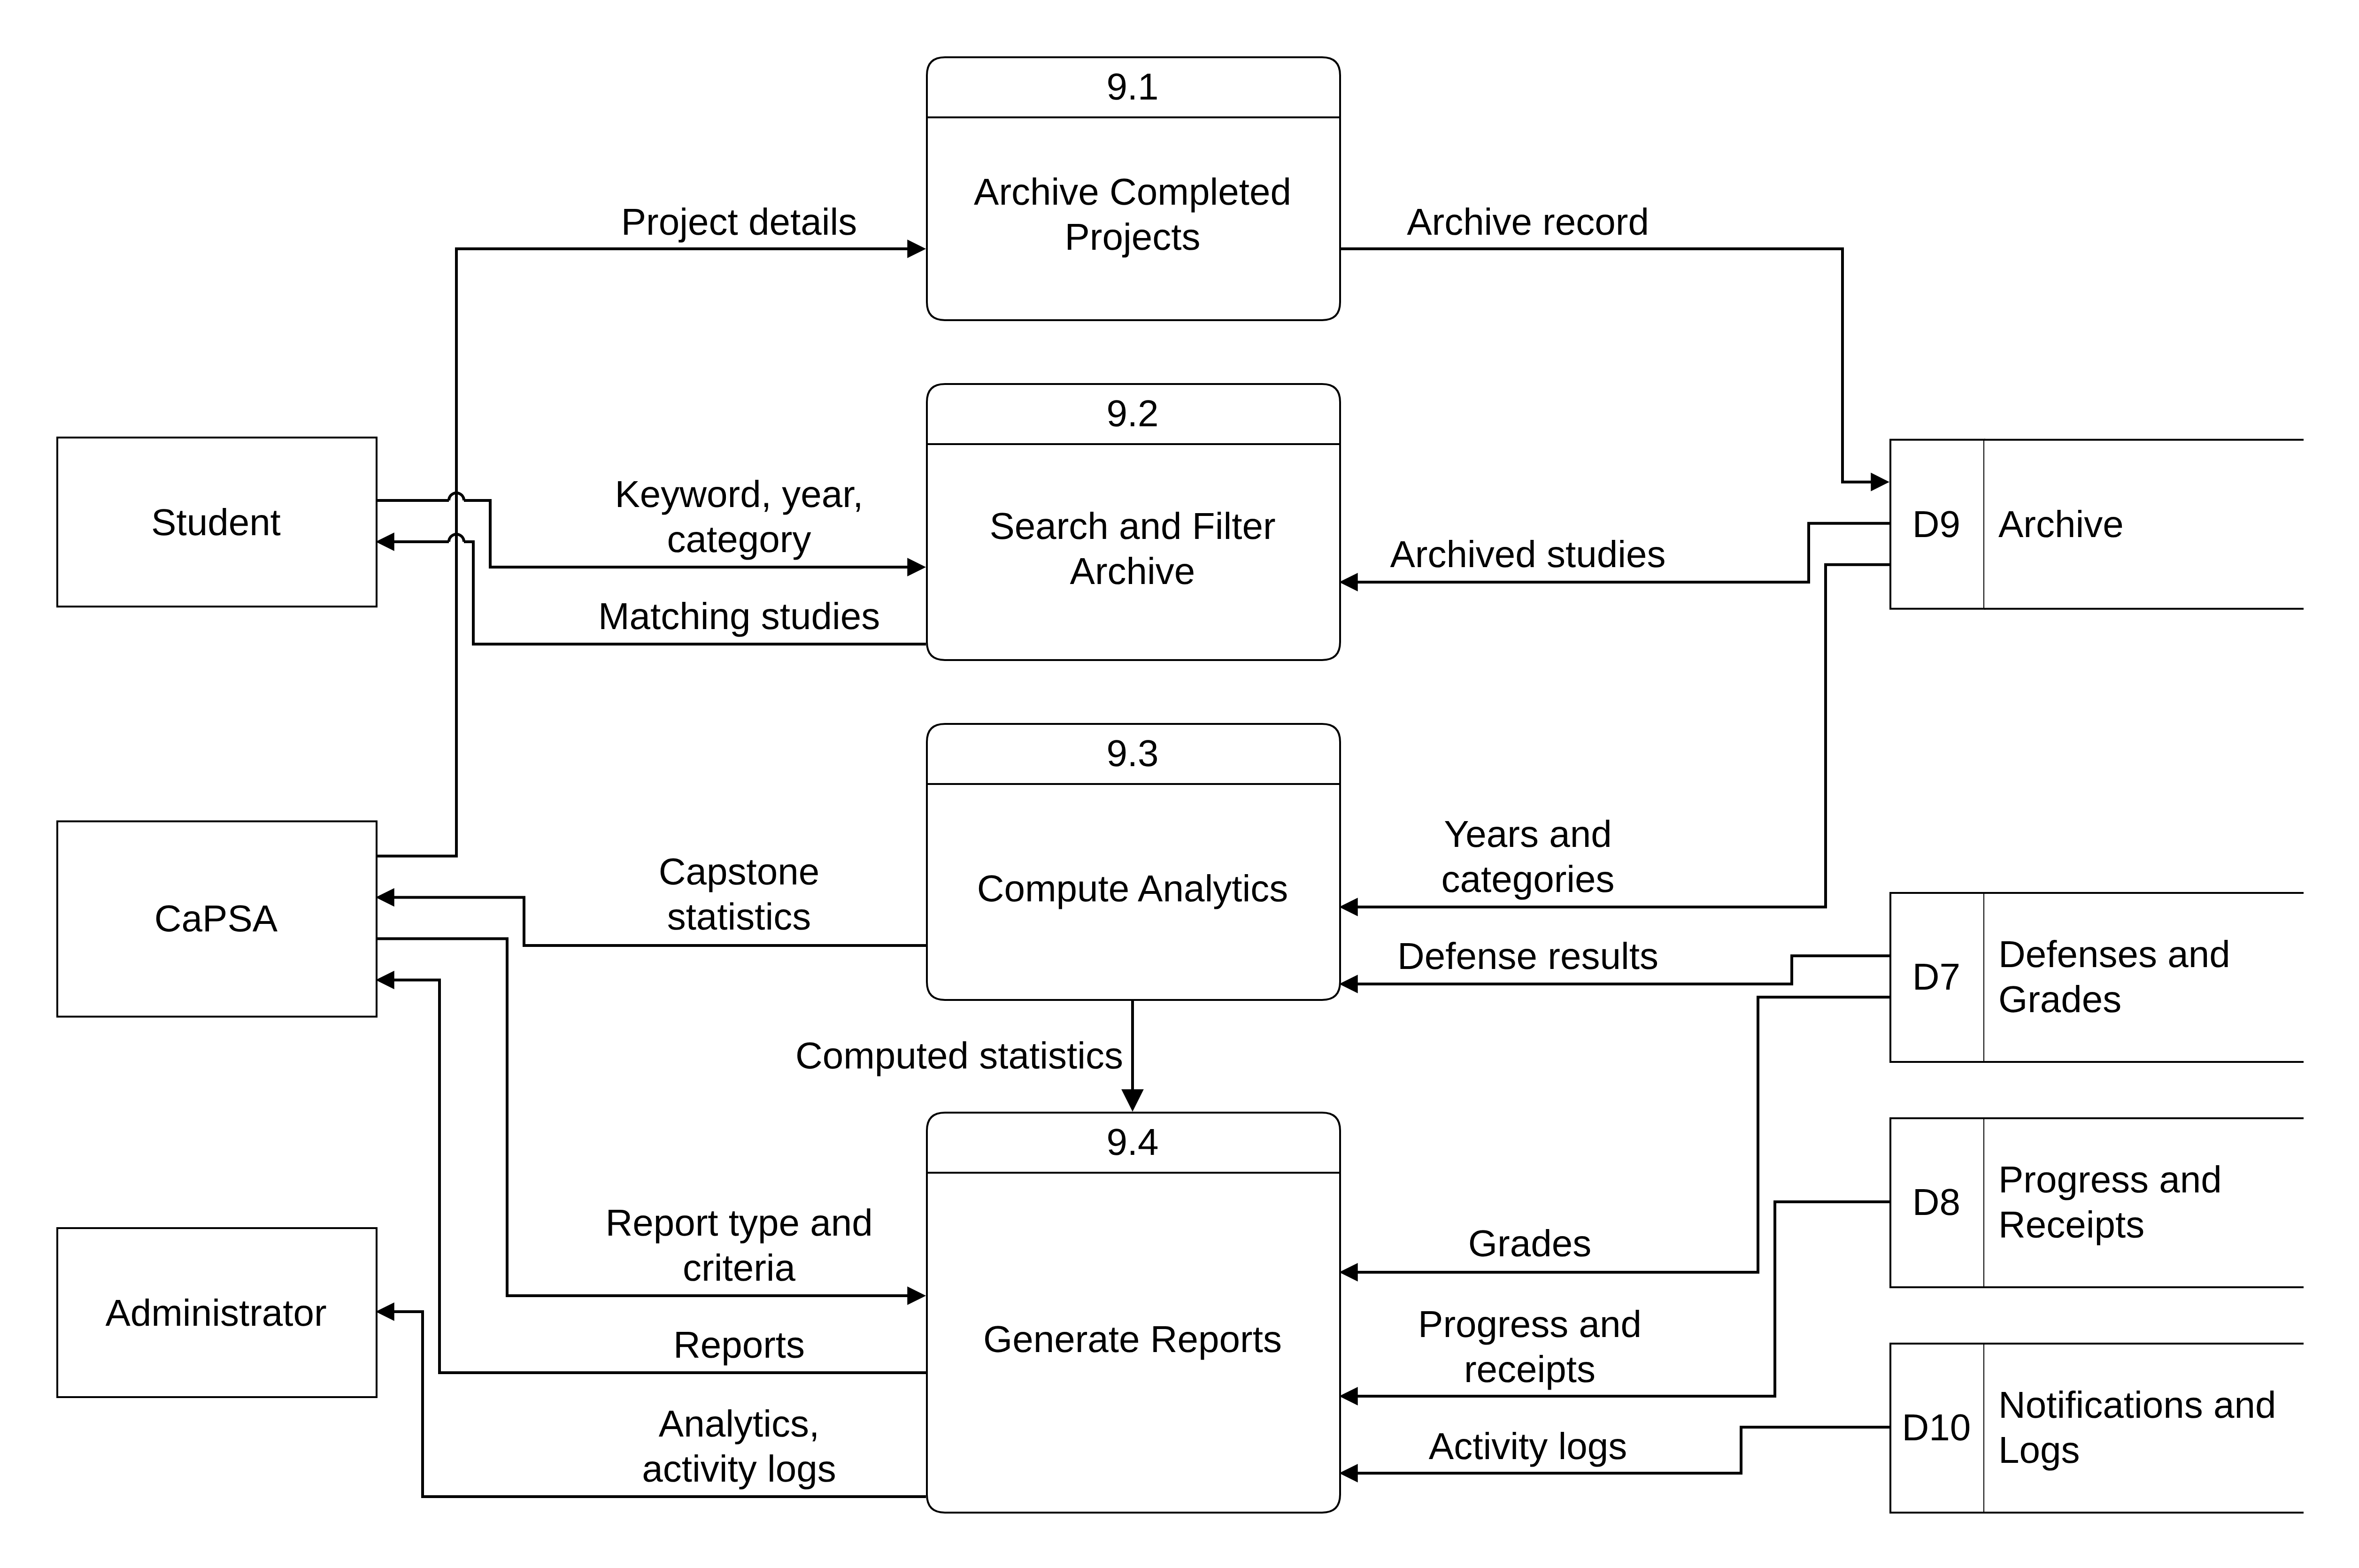 9.1
Archive Completed
Projects
Project details
Archive record
9.2
Search and Filter
Archive
Student
Keyword, year,
category
Matching studies
Archived studies
D9
Archive
9.3
Compute Analytics
CaPSA
Capstone
statistics
Years and
categories
Defense results
D7
Defenses and
Grades
Computed statistics
9.4
Generate Reports
Report type and
criteria
Reports
Analytics,
activity logs
Administrator
Grades
Progress and
receipts
Activity logs
D8
Progress and
Receipts
D10
Notifications and
Logs